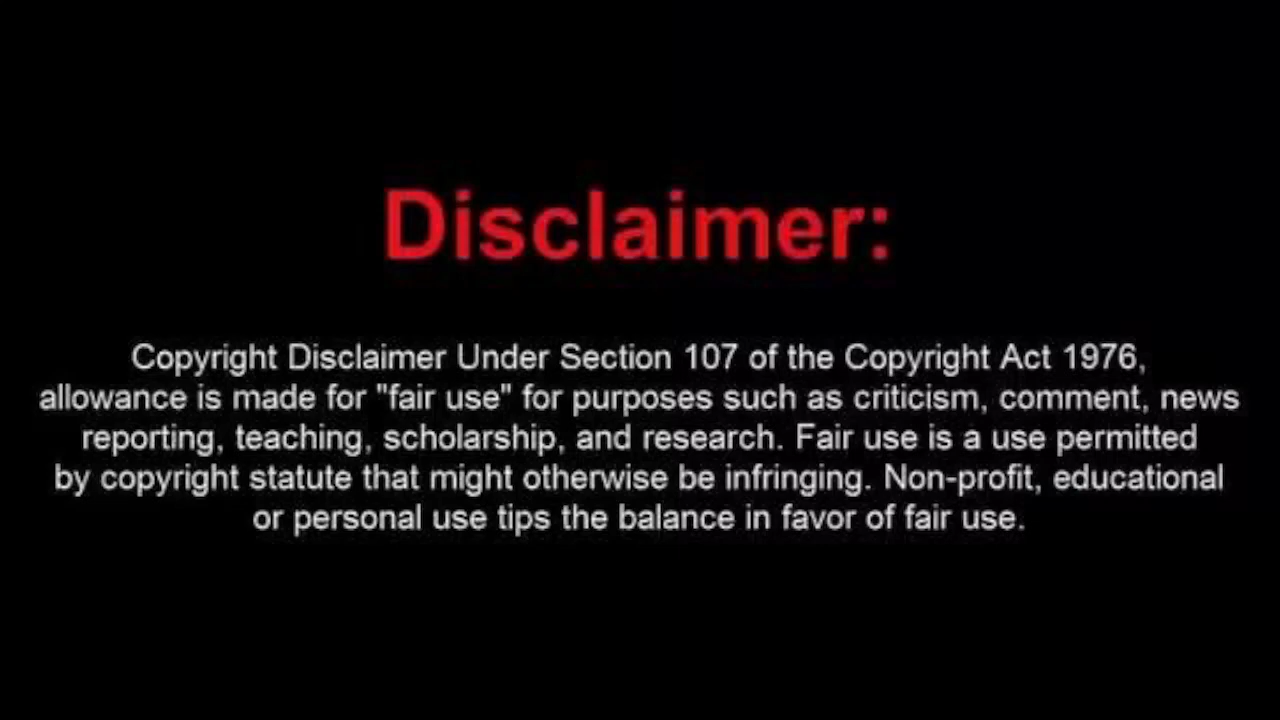 Disclaimer:
Copyright Disclaimer Under Section 107 of the Copyright Act 1976,
allowance is made for "fair use" for purposes such as criticism, comment, news
reporting, teaching, scholarship, and research. Fair use is a use permitted
by copyright statute that might otherwise be infringing. Non-profit, educational
or personal use tips the balance in favor of fair use.